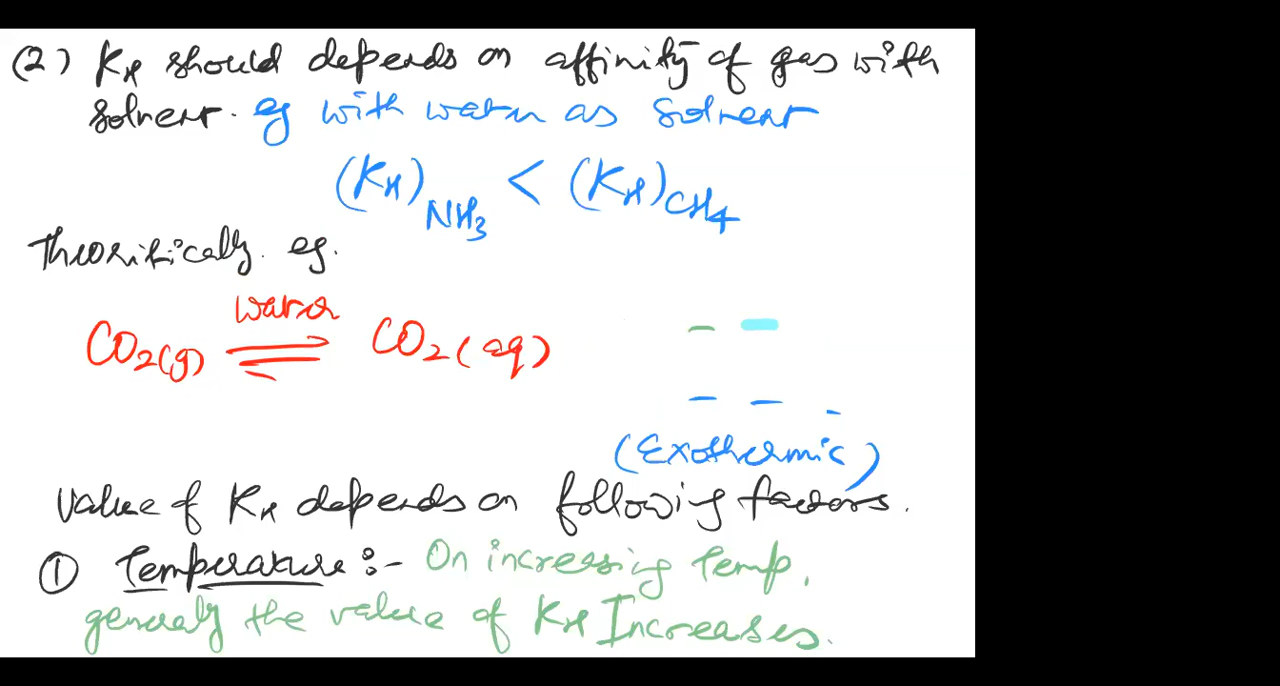 (2) KH should depends on affinity of gas with
solvent. eg with water as solvent
(KH)NH3 < (KH)CH4
Theoritically. eg.
water
CO2(g) ⇌ CO2(aq)
(Exothermic)
Value of KH depends on following factors.
① Temperature :- On increasing Temp,
generaly the value of KH Increases.